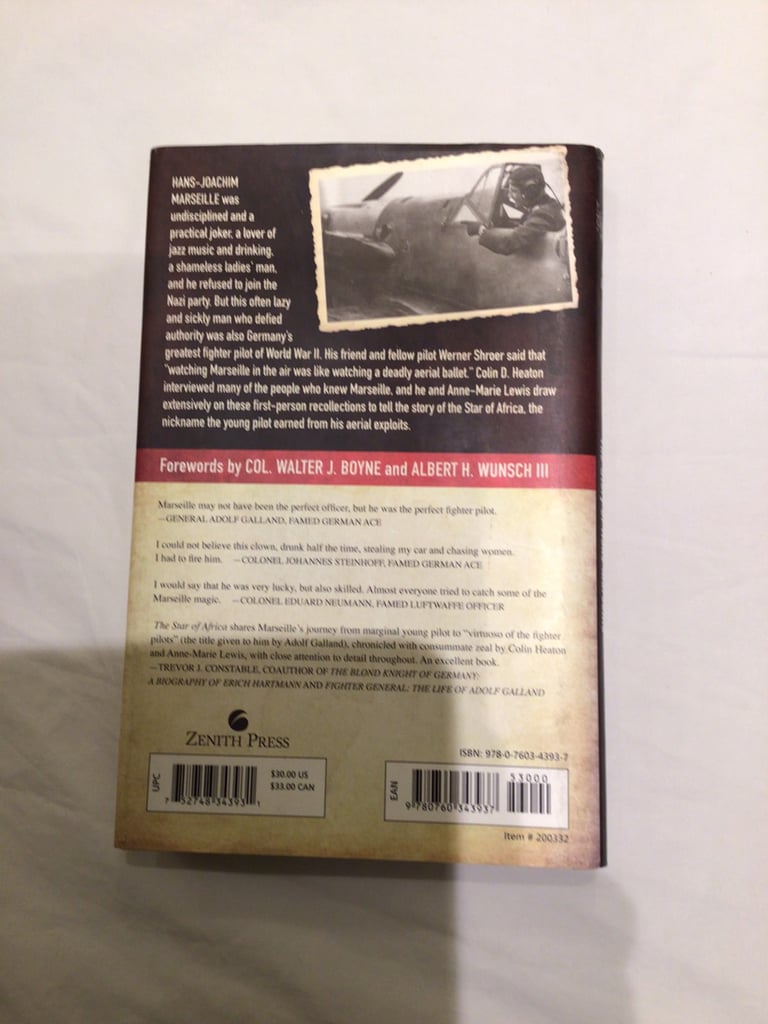 HANS-JOACHIM
MARSEILLE was
undisciplined and a
practical joker, a lover of
jazz music and drinking,
a shameless ladies' man,
and he refused to join the
Nazi party. But this often lazy
and sickly man who defied
authority was also Germany's
greatest fighter pilot of World War II. His friend and fellow pilot Werner Shroer said that
"watching Marseille in the air was like watching a deadly aerial ballet." Colin D. Heaton
interviewed many of the people who knew Marseille, and he and Anne-Marie Lewis draw
extensively on these first-person recollections to tell the story of the Star of Africa, the
nickname the young pilot earned from his aerial exploits.
Forewords by COL. WALTER J. BOYNE and ALBERT H. WUNSCH III
Marseille may not have been the perfect officer, but he was the perfect fighter pilot.
—GENERAL ADOLF GALLAND, FAMED GERMAN ACE
I could not believe this clown, drunk half the time, stealing my car and chasing women.
I had to fire him. —COLONEL JOHANNES STEINHOFF, FAMED GERMAN ACE
I would say that he was very lucky, but also skilled. Almost everyone tried to catch some of the
Marseille magic. —COLONEL EDUARD NEUMANN, FAMED LUFTWAFFE OFFICER
The Star of Africa shares Marseille's journey from marginal young pilot to "virtuoso of the fighter
pilots" (the title given to him by Adolf Galland), chronicled with consummate zeal by Colin Heaton
and Anne-Marie Lewis, with close attention to detail throughout. An excellent book.
—TREVOR J. CONSTABLE, COAUTHOR OF THE BLOND KNIGHT OF GERMANY:
A BIOGRAPHY OF ERICH HARTMANN AND FIGHTER GENERAL: THE LIFE OF ADOLF GALLAND
ZENITH PRESS
UPC
$30.00 US
$33.00 CAN
7 52748 34393 1
ISBN: 978-0-7603-4393-7
EAN
53000
9 780760 343937
Item # 200332